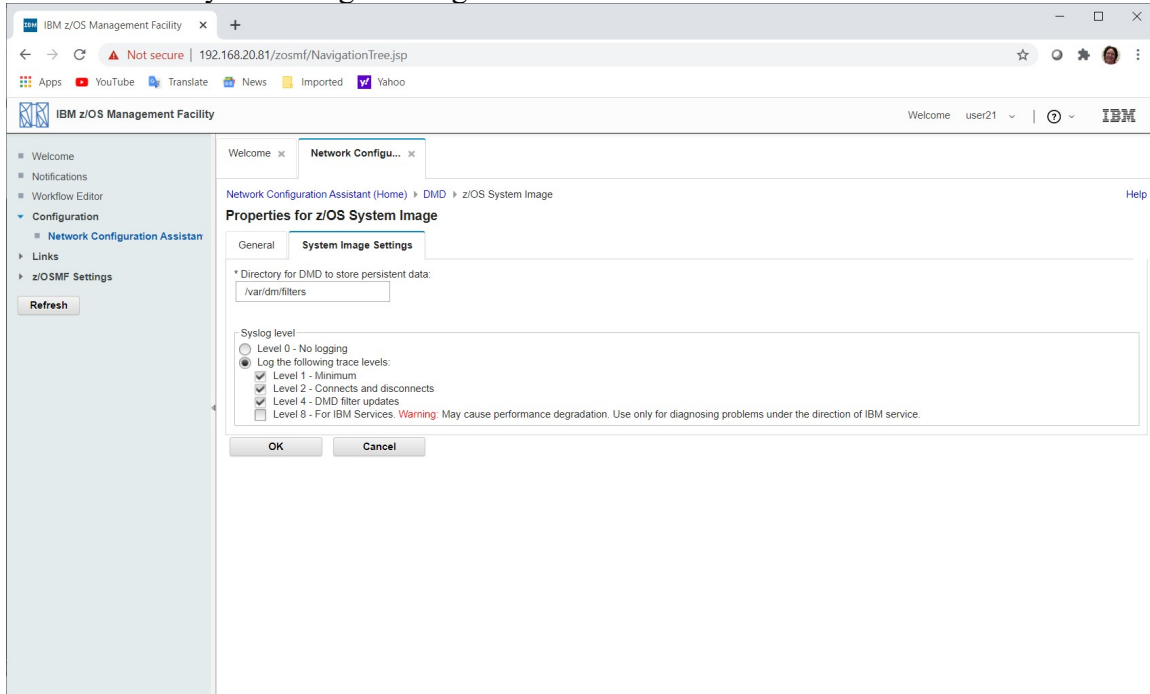 IBM z/OS Management Facility
Not secure | 192.168.20.81/zosmf/NavigationTree.jsp
Apps YouTube Translate News Imported Yahoo
IBM z/OS Management Facility Welcome user21 IBM
Welcome
Notifications
Workflow Editor
Configuration
Network Configuration Assistan
Links
z/OSMF Settings
Refresh
Welcome Network Configu...
Network Configuration Assistant (Home) DMD z/OS System Image Help
Properties for z/OS System Image
General System Image Settings
* Directory for DMD to store persistent data:
/var/dm/filters
Syslog level
Level 0 - No logging
Log the following trace levels:
Level 1 - Minimum
Level 2 - Connects and disconnects
Level 4 - DMD filter updates
Level 8 - For IBM Services. Warning: May cause performance degradation. Use only for diagnosing problems under the direction of IBM service.
OK Cancel